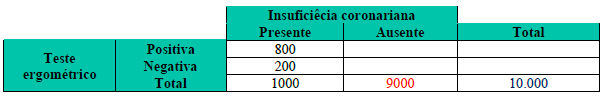 Insuficiêcia coronariana
Presente Ausente Total
Teste ergométrico Positiva 800
Negativa 200
Total 1000 9000 10.000